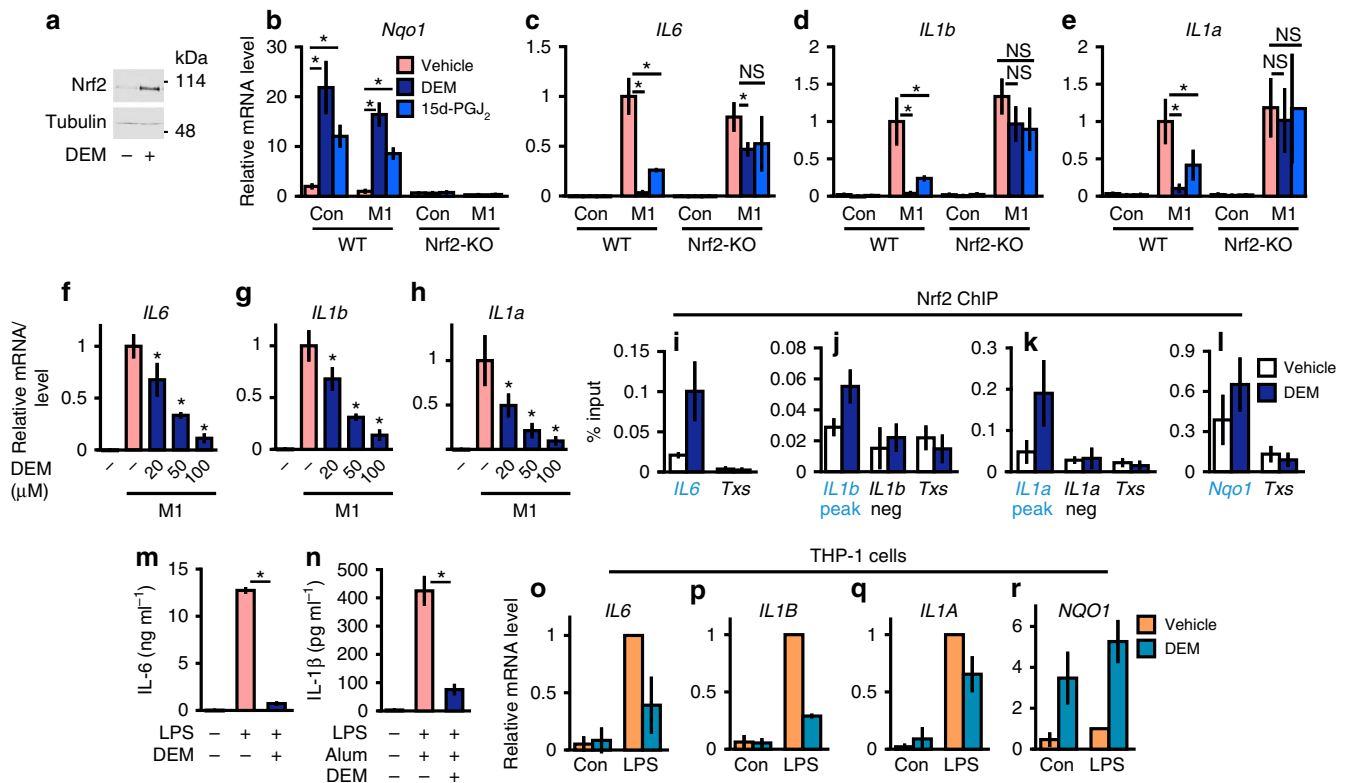 a
kDa
Nrf2
114
Tubulin
48
DEM – +
b
Nqo1
Relative mRNA level
30
20
10
0
* * * *
Vehicle
DEM
15d-PGJ2
Con M1 Con M1
WT Nrf2-KO
c
IL6
1.5
1
0.5
0
* * * NS
Con M1 Con M1
WT Nrf2-KO
d
IL1b
2
1.5
1
0.5
0
* * NS NS
Con M1 Con M1
WT Nrf2-KO
e
IL1a
2
1.5
1
0.5
0
* * NS NS
Con M1 Con M1
WT Nrf2-KO
f
IL6
Relative mRNA/
level
1
0.5
0
* * *
DEM
(μM)
– – 20 50 100
M1
g
IL1b
1
0.5
0
* * *
– – 20 50 100
M1
h
IL1a
1
0.5
* * *
– – 20 50 100
M1
Nrf2 ChIP
i
% input
0.15
0.1
0.05
0
IL6 Txs
j
0.08
0.06
0.04
0.02
0
IL1b IL1b Txs
peak neg
k
0.3
0.2
0.1
0
IL1a IL1a Txs
peak neg
l
0.9
0.6
0.3
0
Vehicle
DEM
Nqo1 Txs
m
IL-6 (ng ml−1)
15
10
5
0
*
LPS – + +
DEM – – +
n
IL-1β (pg ml−1)
500
400
300
200
100
0
*
LPS – + +
Alum – + +
DEM – – +
THP-1 cells
o
IL6
Relative mRNA level
1
0.5
0
Con LPS
p
IL1B
1
0.5
0
Con LPS
q
IL1A
1
0.5
0
Con LPS
r
NQO1
6
4
2
0
Vehicle
DEM
Con LPS